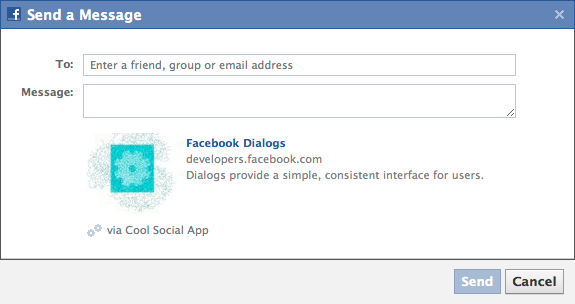 Send a Message
To: Enter a friend, group or email address
Message:
Facebook Dialogs
developers.facebook.com
Dialogs provide a simple, consistent interface for users.
via Cool Social App
Send Cancel